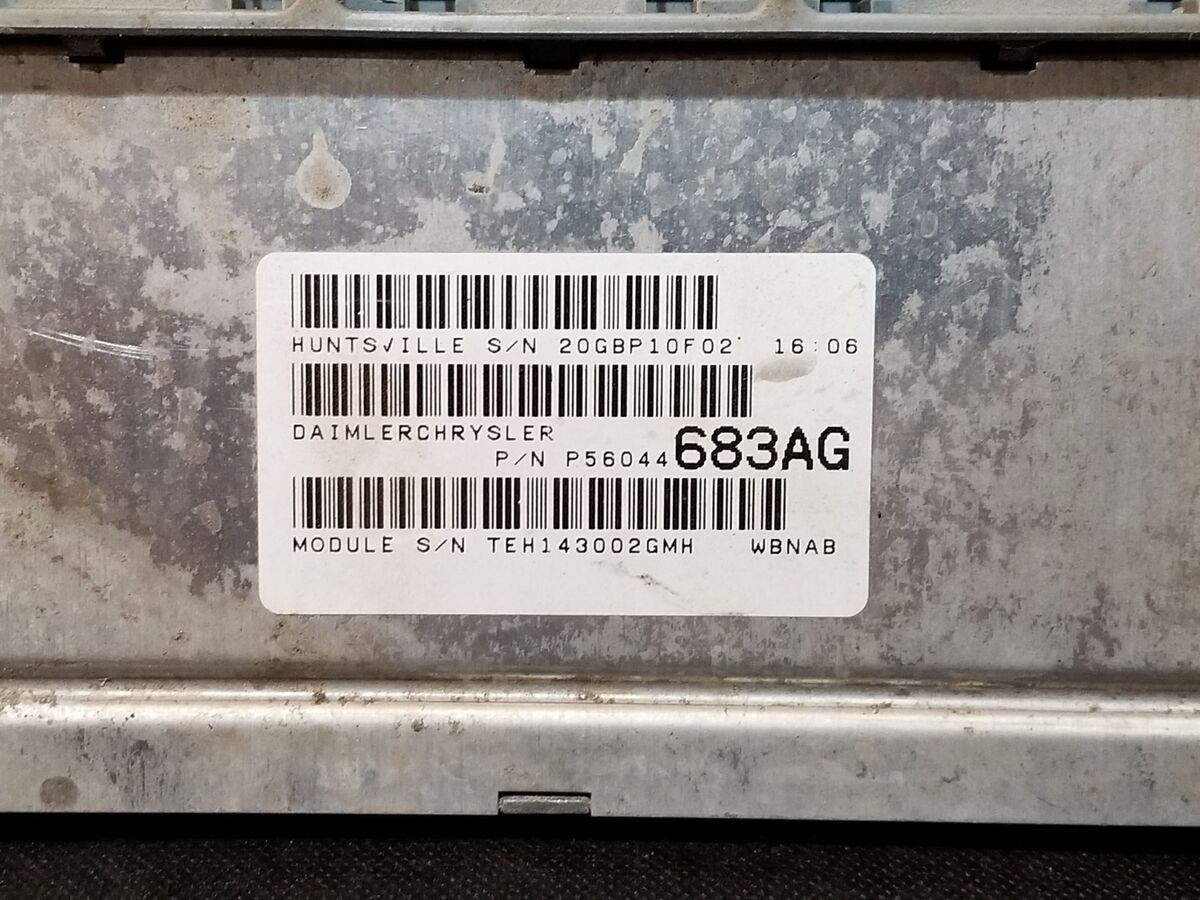 HUNTSVILLE S/N 20GBP10F02 16:06
DAIMLERCHRYSLER
P/N P56044683AG
MODULE S/N TEH143002GMH WBNAB